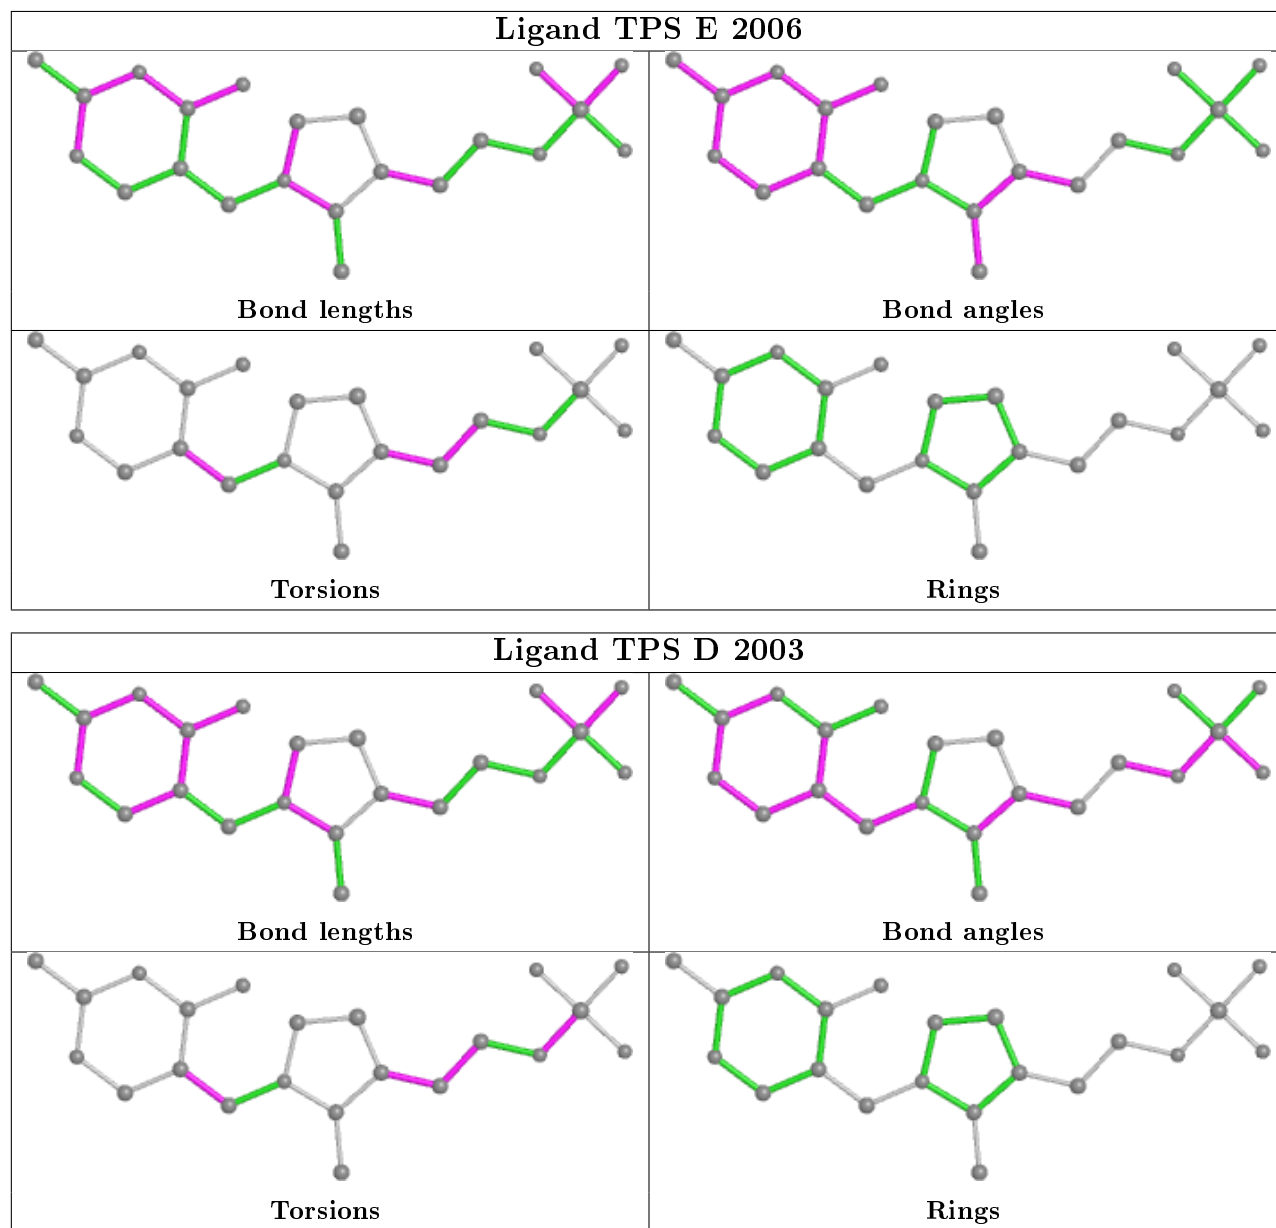 Ligand TPS E 2006
Bond lengths
Bond angles
Torsions
Rings
Ligand TPS D 2003
Bond lengths
Bond angles
Torsions
Rings